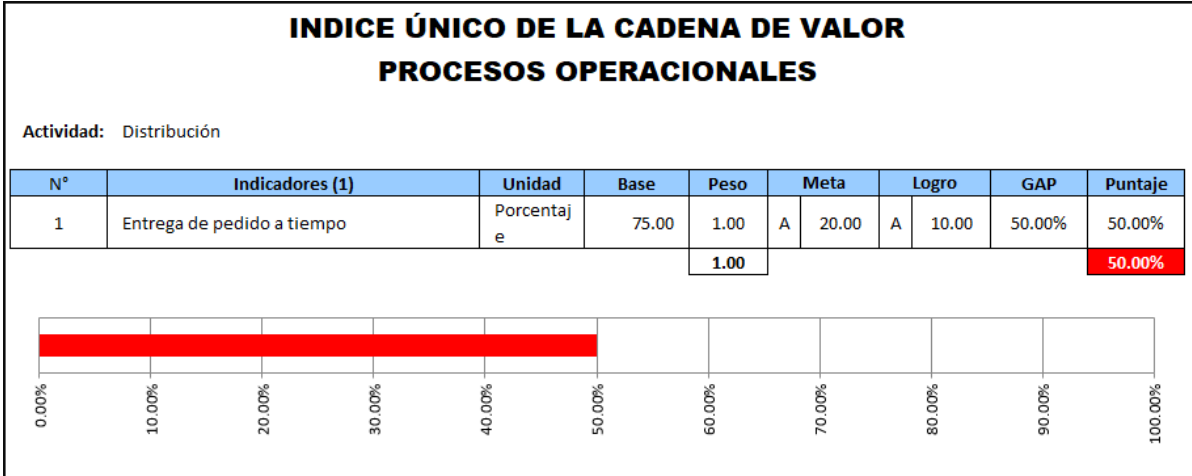 INDICE ÚNICO DE LA CADENA DE VALOR
PROCESOS OPERACIONALES
Actividad: Distribución
N° Indicadores (1) Unidad Base Peso Meta Logro GAP Puntaje
1 Entrega de pedido a tiempo Porcentaj
e 75.00 1.00 A 20.00 A 10.00 50.00% 50.00%
1.00 50.00%
0.00% 10.00% 20.00% 30.00% 40.00% 50.00% 60.00% 70.00% 80.00% 90.00% 100.00%